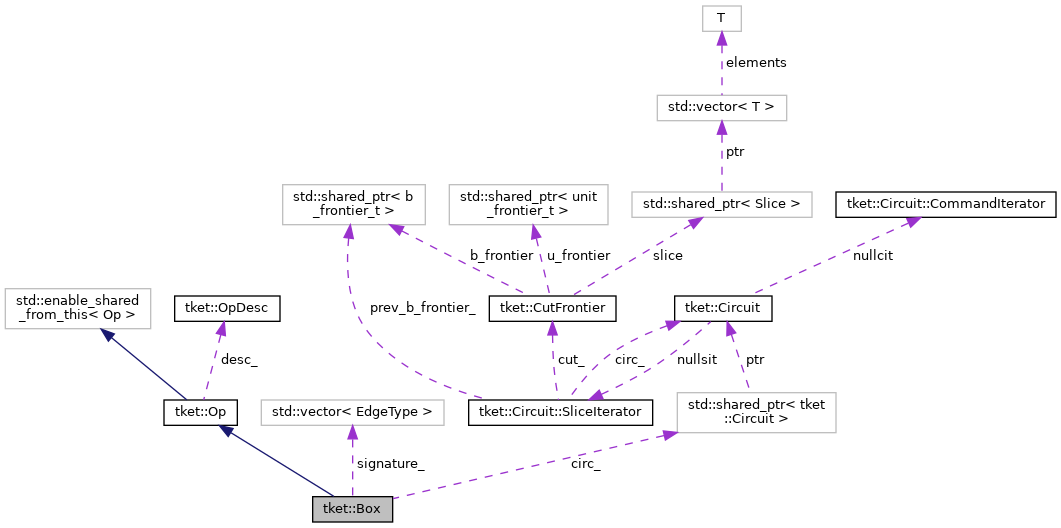 T
elements
std::vector< T >
ptr
std::shared_ptr< b
_frontier_t >
std::shared_ptr< unit
_frontier_t >
std::shared_ptr< Slice >
tket::Circuit::CommandIterator
b_frontier
u_frontier
slice
nullcit
std::enable_shared
_from_this< Op >
tket::OpDesc
prev_b_frontier_
tket::CutFrontier
tket::Circuit
desc_
cut_
circ_
nullsit
ptr
tket::Op
std::vector< EdgeType >
tket::Circuit::SliceIterator
std::shared_ptr< tket
::Circuit >
signature_
circ_
tket::Box